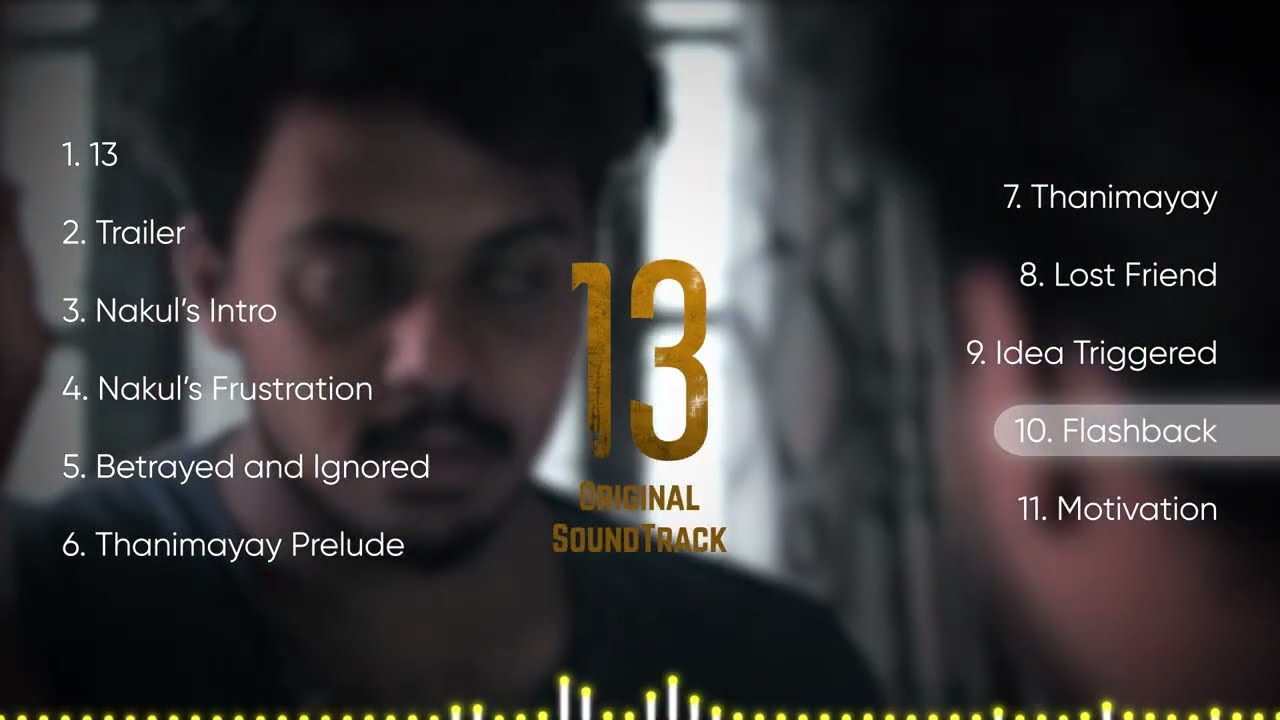 1. 13
2. Trailer
3. Nakul's Intro
4. Nakul's Frustration
5. Betrayed and Ignored
6. Thanimayay Prelude
13
Original
SoundTrack
7. Thanimayay
8. Lost Friend
9. Idea Triggered
10. Flashback
11. Motivation